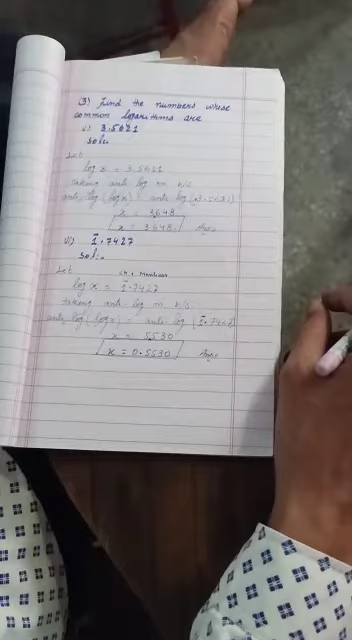 (3) Find the numbers whose
common logarithms are
(i) 3.5621
Sol:
Let
log x = 3.5621
taking anti log on b/s
anti log (log x) = anti log (3.5621)
x = 3648
x = 3648. Ans
(ii) 1̄.7427
Sol:
Let
log x = 1̄.7427
taking anti log on b/s
anti log (log x) = anti log (1̄.7427)
x = 5530
x = 0.5530 Ans